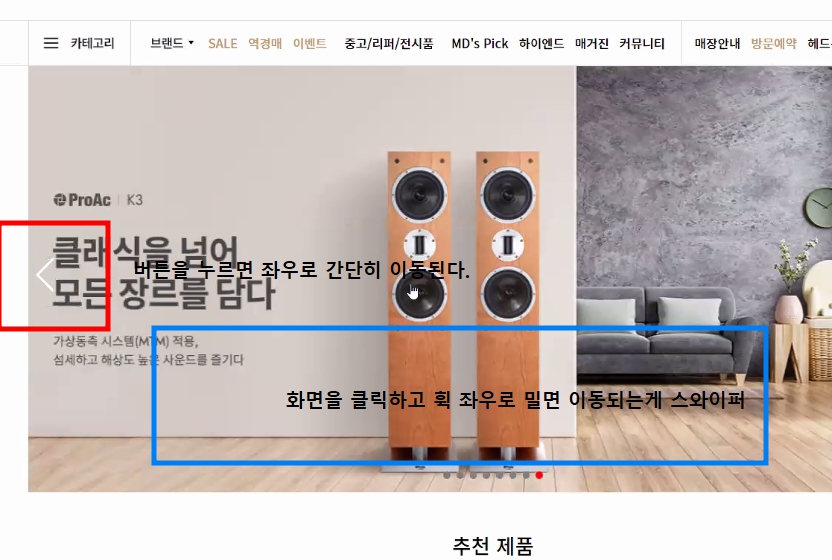 카테고리 브랜드 SALE 역경매 이벤트 중고/리퍼/전시품 MD's Pick 하이엔드 매거진 커뮤니티 매장안내 방문예약
ProAc K3
클래식을 넘어
모든 장르를 담다
버튼을 누르면 좌우로 간단히 이동된다.
가상동축 시스템(MTM) 적용,
섬세하고 해상도 높은 사운드를 즐기다
화면을 클릭하고 휙 좌우로 밀면 이동되는게 스와이퍼
추천 제품